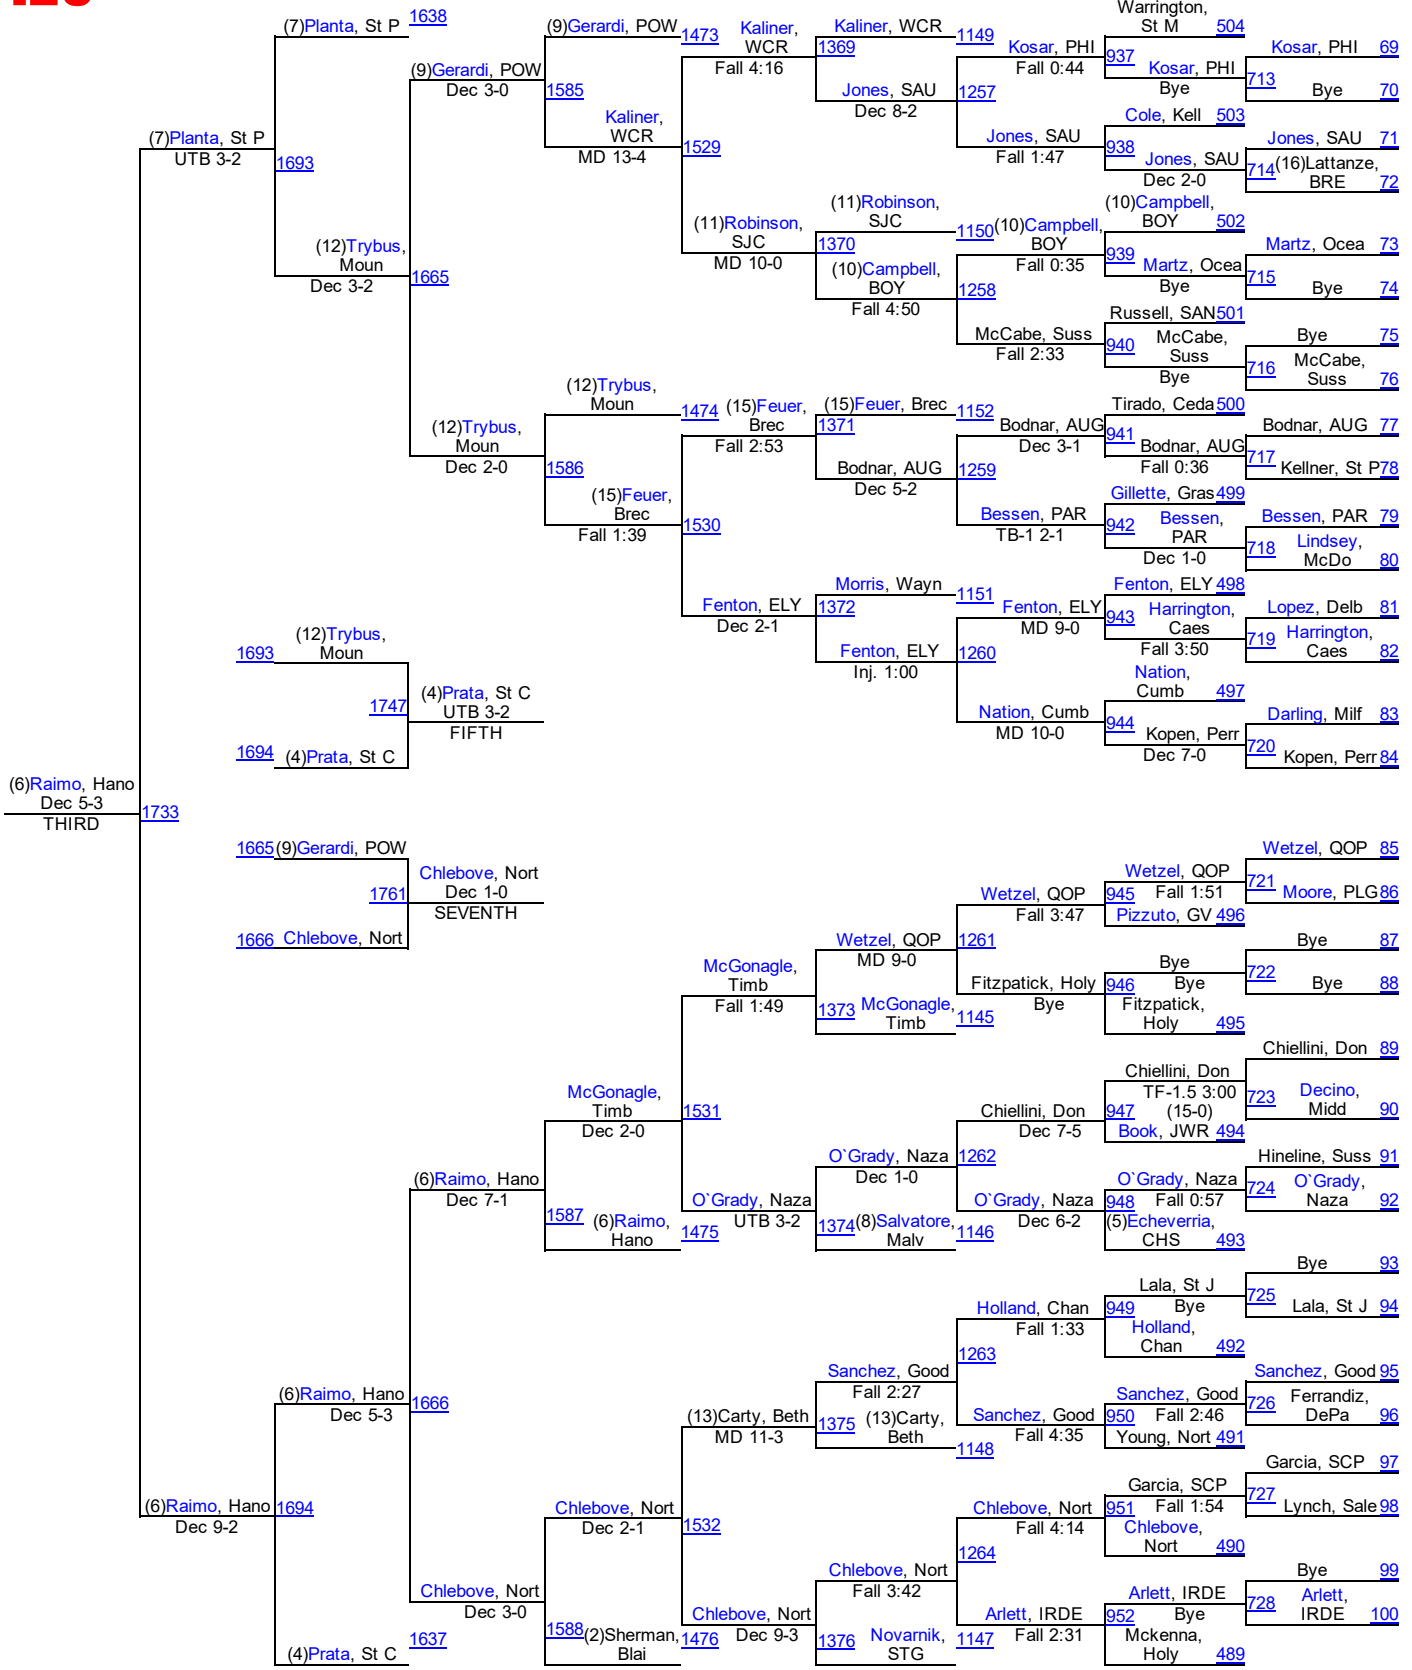 (7)Planta, St P 1638
(9)Gerardi, POW 1473
Kaliner,
WCR
Fall 4:16
Kaliner, WCR 1149
1369
Jones, SAU
Dec 8-2
Kosar, PHI
Fall 0:44
1257
Jones, SAU
Fall 1:47
Warrington,
St M 504
937
Kosar, PHI
Bye
Kosar, PHI 69
713
Bye 70
Cole, Kell 503
938
Jones, SAU
Dec 2-0
Jones, SAU 71
714 (16)Lattanze,
BRE 72
(9)Gerardi, POW
Dec 3-0
1585
Kaliner,
WCR
MD 13-4
1529
(7)Planta, St P
UTB 3-2
1693
(12)Trybus,
Moun
Dec 3-2
1665
(11)Robinson,
SJC
MD 10-0
(11)Robinson,
SJC 1150
1370
(10)Campbell,
BOY
Fall 4:50
(10)Campbell,
BOY
Fall 0:35
1258
McCabe, Suss
Fall 2:33
(10)Campbell,
BOY 502
939
Martz, Ocea
Bye
Martz, Ocea 73
715
Bye 74
Russell, SAN 501
940
McCabe,
Suss
Bye
Bye 75
716
McCabe,
Suss 76
(12)Trybus,
Moun
Dec 2-0
(12)Trybus,
Moun 1474
1586
(15)Feuer,
Brec
Fall 1:39
(15)Feuer,
Brec
Fall 2:53
1530
Fenton, ELY
Dec 2-1
(15)Feuer, Brec 1152
1371
Bodnar, AUG
Dec 5-2
Bodnar, AUG
Dec 3-1
1259
Bessen, PAR
TB-1 2-1
Tirado, Ceda 500
941
Bodnar, AUG
Fall 0:36
Bodnar, AUG 77
717
Kellner, St P 78
Gillette, Gras 499
942
Bessen,
PAR
Dec 1-0
Bessen, PAR 79
718
Lindsey,
McDo 80
Morris, Wayn 1151
1372
Fenton, ELY
Inj. 1:00
Fenton, ELY
MD 9-0
1260
Nation, Cumb
MD 10-0
Fenton, ELY 498
943
Harrington,
Caes
Fall 3:50
Lopez, Delb 81
719
Harrington,
Caes 82
Nation,
Cumb 497
944
Kopen, Perr
Dec 7-0
Darling, Milf 83
720
Kopen, Perr 84
1693
(12)Trybus,
Moun
1747
(4)Prata, St C
UTB 3-2
FIFTH
1694 (4)Prata, St C
(6)Raimo, Hano
Dec 5-3
THIRD
1733
1665 (9)Gerardi, POW
1761
Chlebove, Nort
Dec 1-0
SEVENTH
1666 Chlebove, Nort
Wetzel, QOP 85
721
Moore, PLG 86
Wetzel, QOP
945 Fall 1:51
Pizzuto, GV 496
Wetzel, QOP
Fall 3:47
1261
Fitzpatrick, Holy
Bye
Bye 87
722
Bye 88
Bye
946 Bye
Fitzpatrick,
Holy 495
Wetzel, QOP
MD 9-0
1373 McGonagle,
Timb 1145
McGonagle,
Timb
Fall 1:49
1531
O`Grady, Naza
UTB 3-2
McGonagle,
Timb
Dec 2-0
1587 (6)Raimo,
Hano 1475
(6)Raimo, Hano
Dec 7-1
Chiellini, Don 89
723
Decino,
Midd 90
Chiellini, Don
TF-1.5 3:00
947 (15-0)
Book, JWR 494
Chiellini, Don
Dec 7-5
1262
O`Grady, Naza
Dec 6-2
O`Grady, Naza
Dec 1-0
1374 (8)Salvatore,
Malv 1146
Hineline, Suss 91
724
O`Grady,
Naza 92
O`Grady, Naza
948 Fall 0:57
(5)Echeverria,
CHS 493
Bye 93
725
Lala, St J 94
Lala, St J
949 Bye
Holland,
Chan 492
Holland, Chan
Fall 1:33
1263
Sanchez, Good
Fall 4:35
Sanchez, Good
Fall 2:27
1375 (13)Carty,
Beth 1148
Sanchez, Good 95
726
Ferrandiz,
DePa 96
Sanchez, Good
950 Fall 2:46
Young, Nort 491
(6)Raimo, Hano
Dec 5-3
1666
(13)Carty, Beth
MD 11-3
1532
Chlebove, Nort
Dec 9-3
Garcia, SCP 97
727
Lynch, Sale 98
Garcia, SCP
951 Fall 1:54
Chlebove,
Nort 490
Chlebove, Nort
Fall 4:14
1264
Arlett, IRDE
Fall 2:31
Chlebove, Nort
Fall 3:42
1376 Novarnik,
STG 1147
Bye 99
728
Arlett,
IRDE 100
Arlett, IRDE
952 Bye
Mckenna,
Holy 489
(6)Raimo, Hano
Dec 9-2
1694
Chlebove, Nort
Dec 2-1
1588 (2)Sherman,
Blai 1476
Chlebove, Nort
Dec 3-0
(4)Prata, St C 1637